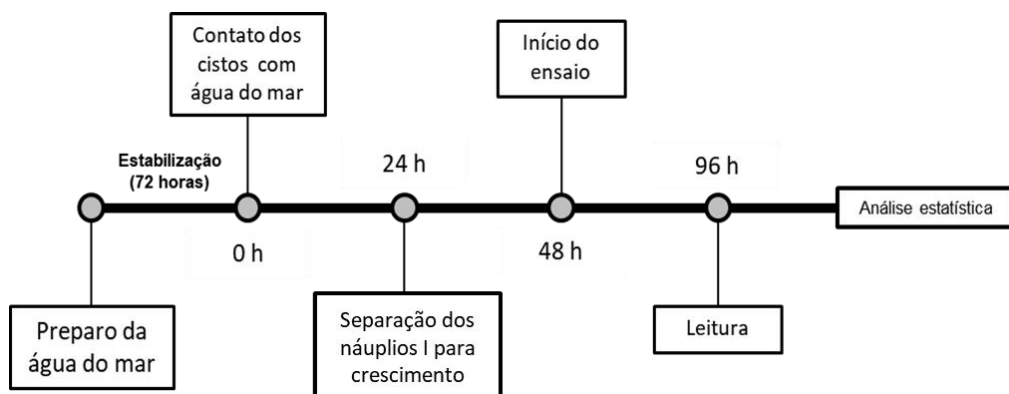 Contato dos
cistos com
água do mar
Início do
ensaio
Estabilização
(72 horas)
24 h
96 h
Análise estatística
0 h
48 h
Preparo da
água do mar
Separação dos
náuplios I para
crescimento
Leitura